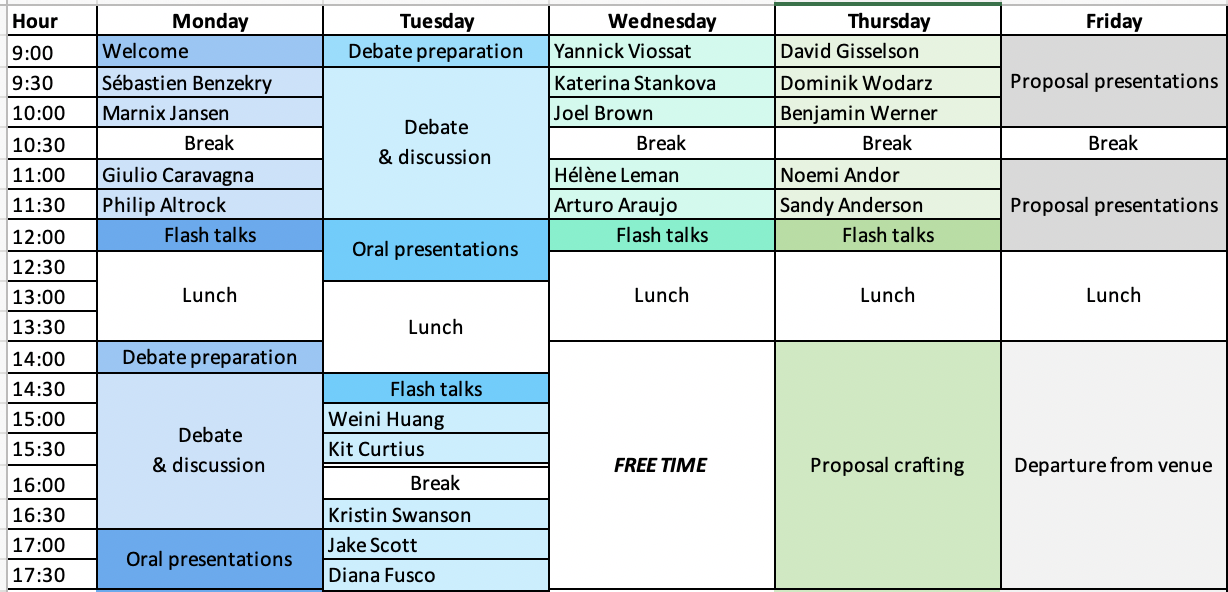 Hour Monday Tuesday Wednesday Thursday Friday
9:00 Welcome Debate preparation Yannick Viossat David Gisselson
Proposal presentations
9:30 Sébastien Benzekry Katerina Stankova Dominik Wodarz
10:00 Marnix Jansen Joel Brown Benjamin Werner
Debate
& discussion
10:30 Break Break Break Break
11:00 Giulio Caravagna Hélène Leman Noemi Andor
11:30 Philip Altrock Arturo Araujo Sandy Anderson Proposal presentations
12:00 Flash talks Flash talks Flash talks
Oral presentations
12:30
13:00 Lunch Lunch Lunch Lunch
13:30 Lunch
14:00 Debate preparation
14:30 Flash talks
15:00 Weini Huang
Debate
& discussion
15:30 Kit Curtius
FREE TIME Proposal crafting Departure from venue
16:00 Break
16:30 Kristin Swanson
17:00 Jake Scott
Oral presentations
17:30 Diana Fusco